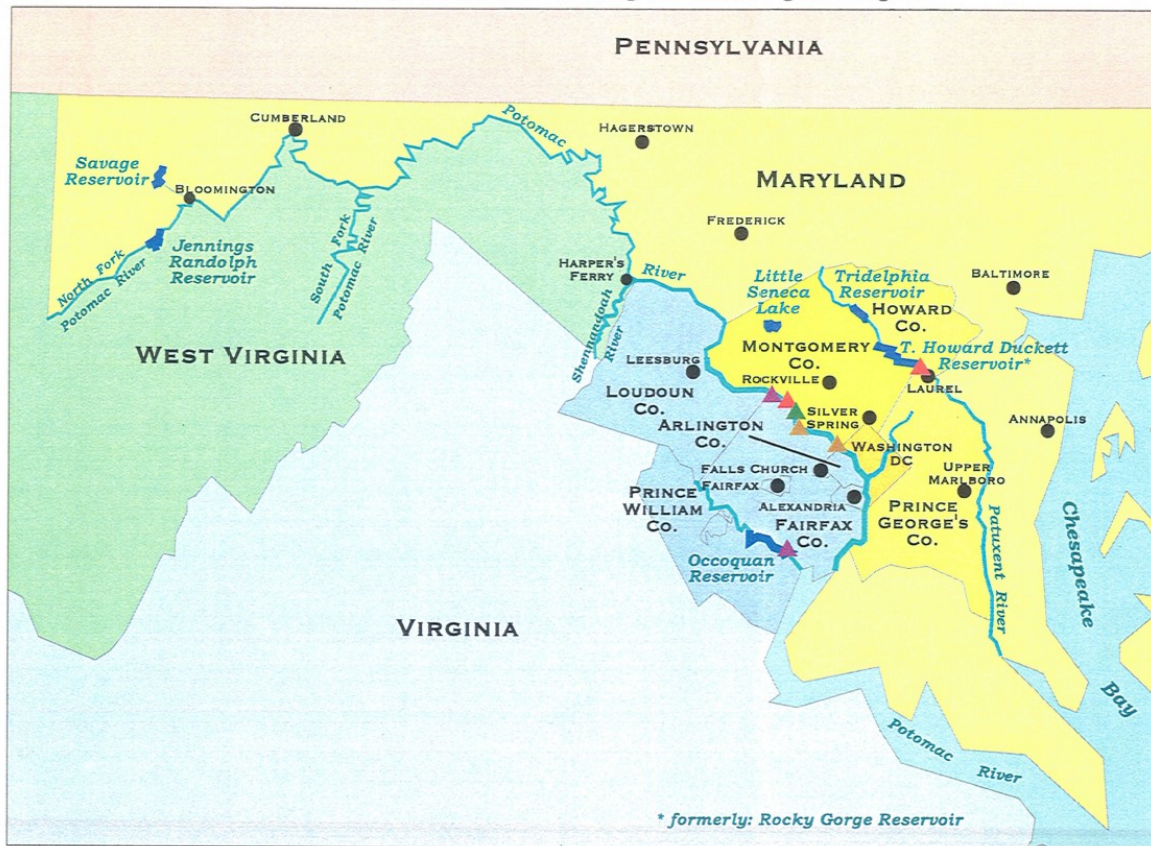 PENNSYLVANIA
CUMBERLAND
Potomac
HAGERSTOWN
Savage
Reservoir
BLOOMINGTON
MARYLAND
FREDERICK
Jennings
Randolph
Reservoir
North Fork
Potomac River
South Fork
Potomac River
HARPER'S
FERRY
River
Little
Seneca
Lake
Tridelphia
Reservoir
BALTIMORE
HOWARD
CO.
Shennandoah
River
WEST VIRGINIA
LEESBURG
MONTGOMERY
CO.
T. Howard Duckett
Reservoir*
ROCKVILLE
LAUREL
LOUDOUN
CO.
SILVER
SPRING
ANNAPOLIS
ARLINGTON
CO.
WASHINGTON
DC
FALLS CHURCH
FAIRFAX
UPPER
MARLBORO
PRINCE
WILLIAM
CO.
ALEXANDRIA
FAIRFAX
CO.
PRINCE
GEORGE'S
CO.
Patuxent River
Chesapeake
Bay
Occoquan
Reservoir
VIRGINIA
Potomac
River
* formerly: Rocky Gorge Reservoir